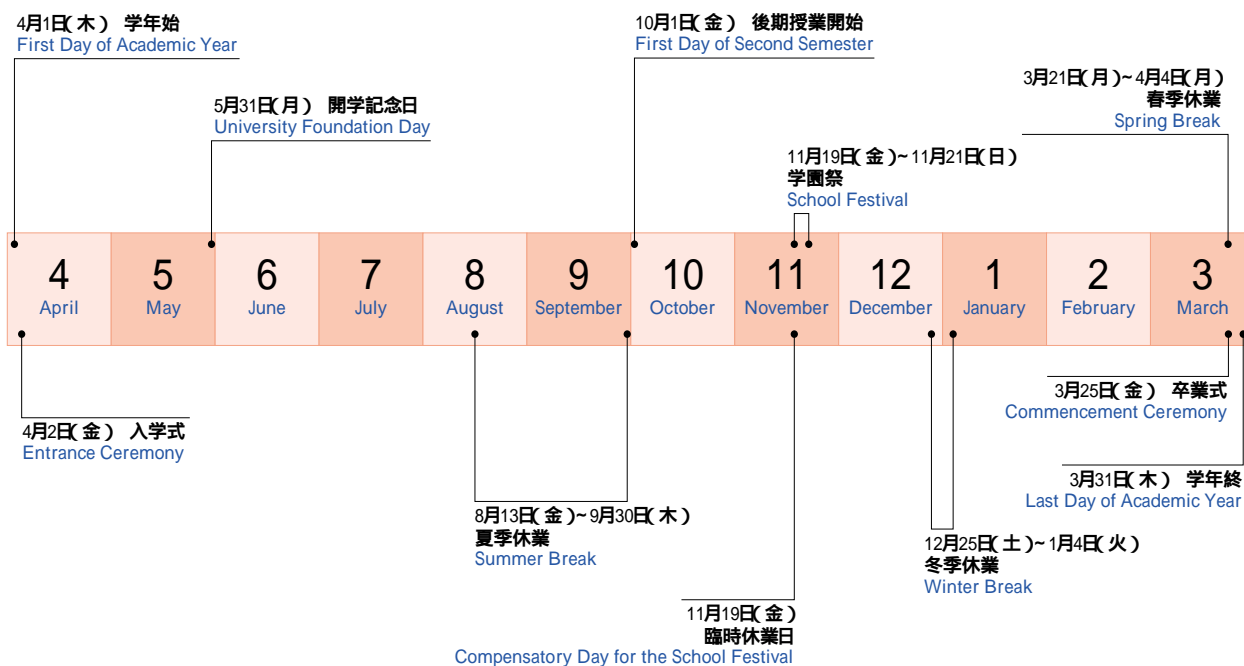 4月1日(木) 学年始
First Day of Academic Year
10月1日(金) 後期授業開始
First Day of Second Semester
3月21日(月)~4月4日(月)
春季休業
Spring Break
5月31日(月) 開学記念日
University Foundation Day
11月19日(金)~11月21日(日)
学園祭
School Festival
4 5 6 7 8 9 10 11 12 1 2 3
April May June July August September October November December January February March
4月2日(金) 入学式
Entrance Ceremony
3月25日(金) 卒業式
Commencement Ceremony
3月31日(木) 学年終
Last Day of Academic Year
8月13日(金)~9月30日(木)
夏季休業
Summer Break
12月25日(土)~1月4日(火)
冬季休業
Winter Break
11月19日(金)
臨時休業日
Compensatory Day for the School Festival